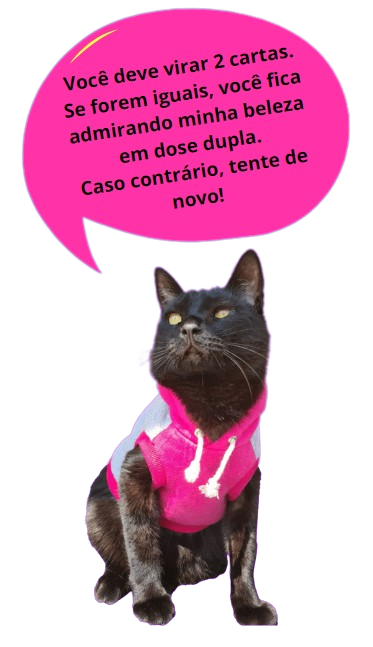 Você deve virar 2 cartas.
Se forem iguais, você fica
admirando minha beleza
em dose dupla.
Caso contrário, tente de
novo!